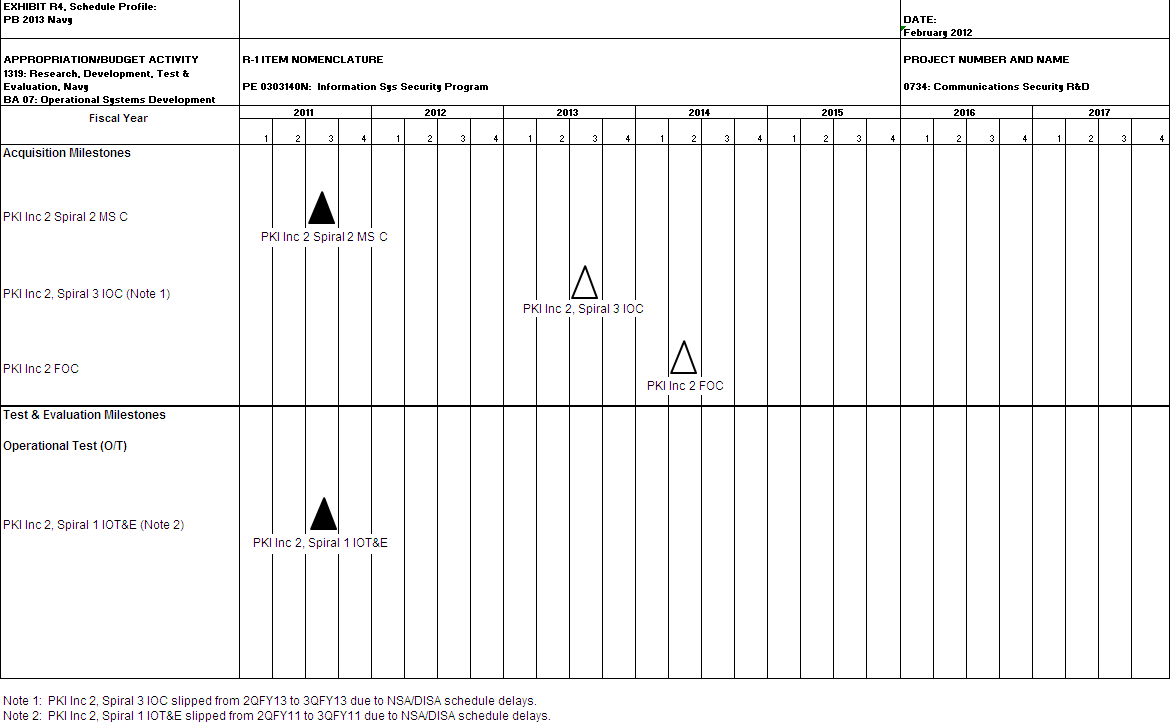 EXHIBIT R4, Schedule Profile:
PB 2013 Navy
DATE:
February 2012
APPROPRIATION/BUDGET ACTIVITY
1319: Research, Development, Test &
Evaluation, Navy
BA 07: Operational Systems Development
R-1 ITEM NOMENCLATURE
PE 0303140N:  Information Sys Security Program
PROJECT NUMBER AND NAME
0734: Communications Security R&D
Fiscal Year
2011 2012 2013 2014 2015 2016 2017
1 2 3 4 1 2 3 4 1 2 3 4 1 2 3 4 1 2 3 4 1 2 3 4 1 2 3 4
Acquisition Milestones
PKI Inc 2 Spiral 2 MS C
PKI Inc 2 Spiral 2 MS C
PKI Inc 2, Spiral 3 IOC (Note 1)
PKI Inc 2, Spiral 3 IOC
PKI Inc 2 FOC
PKI Inc 2 FOC
Test & Evaluation Milestones
Operational Test (O/T)
PKI Inc 2, Spiral 1 IOT&E (Note 2)
PKI Inc 2, Spiral 1 IOT&E
Note 1:  PKI Inc 2, Spiral 3 IOC slipped from 2QFY13 to 3QFY13 due to NSA/DISA schedule delays.
Note 2:  PKI Inc 2, Spiral 1 IOT&E slipped from 2QFY11 to 3QFY11 due to NSA/DISA schedule delays.